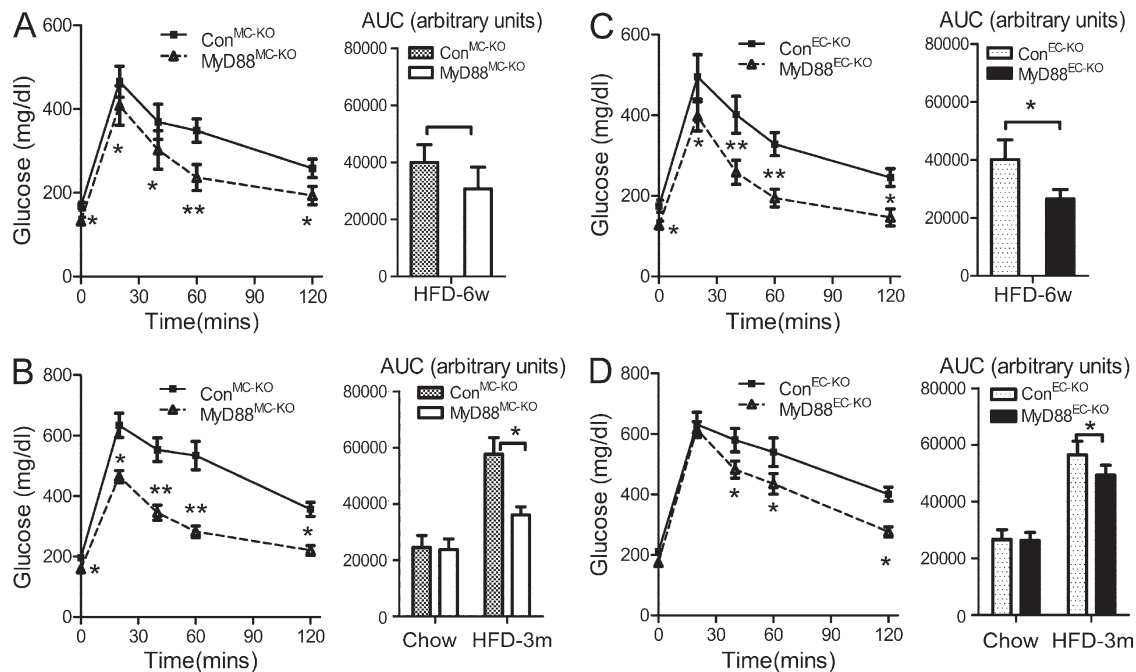 A
600
400
200
0
Glucose (mg/dl)
Con^MC-KO
MyD88^MC-KO
*
*
*
**
*
0 30 60 90 120
Time(mins)
AUC (arbitrary units)
80000
60000
40000
20000
0
Con^MC-KO
MyD88^MC-KO
HFD-6w
C
600
400
200
0
Glucose (mg/dl)
Con^EC-KO
MyD88^EC-KO
*
*
**
**
*
0 30 60 90 120
Time(mins)
AUC (arbitrary units)
80000
60000
40000
20000
0
Con^EC-KO
MyD88^EC-KO
*
HFD-6w
B
800
600
400
200
0
Glucose (mg/dl)
Con^MC-KO
MyD88^MC-KO
*
*
**
**
*
0 30 60 90 120
Time(mins)
AUC (arbitrary units)
80000
60000
40000
20000
0
Con^MC-KO
MyD88^MC-KO
*
Chow HFD-3m
D
800
600
400
200
0
Glucose (mg/dl)
Con^EC-KO
MyD88^EC-KO
*
*
*
0 30 60 90 120
Time(mins)
AUC (arbitrary units)
80000
60000
40000
20000
0
Con^EC-KO
MyD88^EC-KO
*
Chow HFD-3m